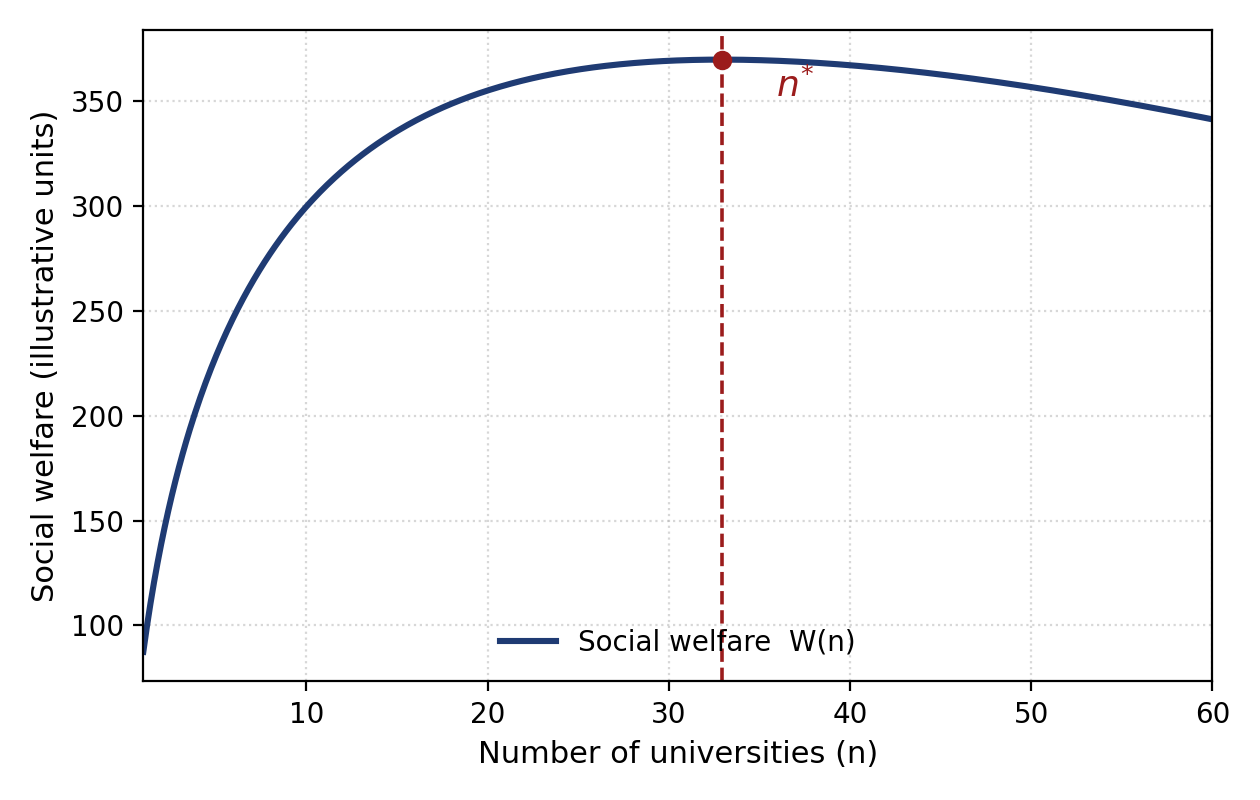 Social welfare (illustrative units)
350
300
250
200
150
100
n*
Social welfare W(n)
10 20 30 40 50 60
Number of universities (n)